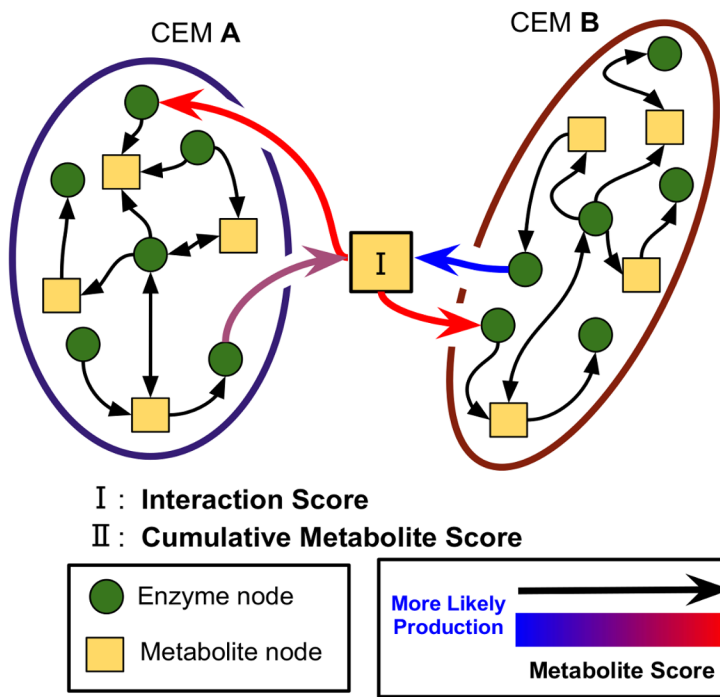 CEM A
CEM B
I
I : Interaction Score
II : Cumulative Metabolite Score
Enzyme node
Metabolite node
More Likely
Production
Metabolite Score